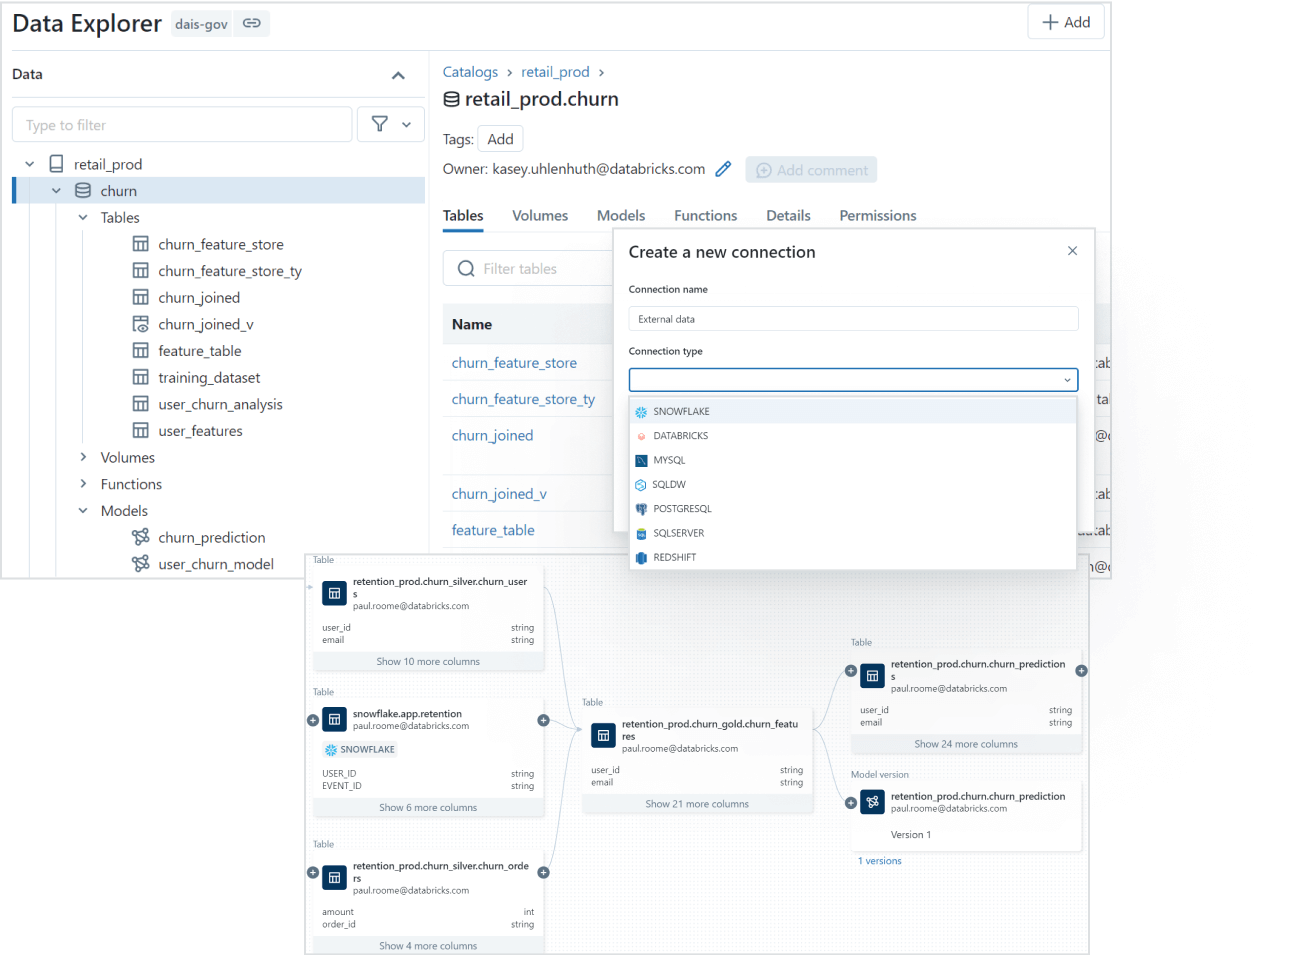 Data Explorer dais-gov
Add
Data
Type to filter
retail_prod
churn
Tables
churn_feature_store
churn_feature_store_ty
churn_joined
churn_joined_v
feature_table
training_dataset
user_churn_analysis
user_features
Volumes
Functions
Models
churn_prediction
user_churn_model
Catalogs > retail_prod >
retail_prod.churn
Tags: Add
Owner: kasey.uhlenhuth@databricks.com Add comment
Tables Volumes Models Functions Details Permissions
Filter tables
Name
churn_feature_store
churn_feature_store_ty
churn_joined
churn_joined_v
feature_table
Create a new connection
Connection name
External data
Connection type
SNOWFLAKE
DATABRICKS
MYSQL
SQLDW
POSTGRESQL
SQLSERVER
REDSHIFT
Table
retention_prod.churn_silver.churn_user
s
paul.roome@databricks.com
user_id string
email string
Show 10 more columns
Table
snowflake.app.retention
paul.roome@databricks.com
SNOWFLAKE
USER_ID string
EVENT_ID string
Show 6 more columns
Table
retention_prod.churn_silver.churn_orde
rs
paul.roome@databricks.com
amount int
order_id string
Show 4 more columns
Table
retention_prod.churn_gold.churn_featu
res
paul.roome@databricks.com
user_id string
email string
Show 21 more columns
Table
retention_prod.churn.churn_prediction
s
paul.roome@databricks.com
user_id string
email string
Show 24 more columns
Model version
retention_prod.churn.churn_prediction
paul.roome@databricks.com
Version 1
1 versions